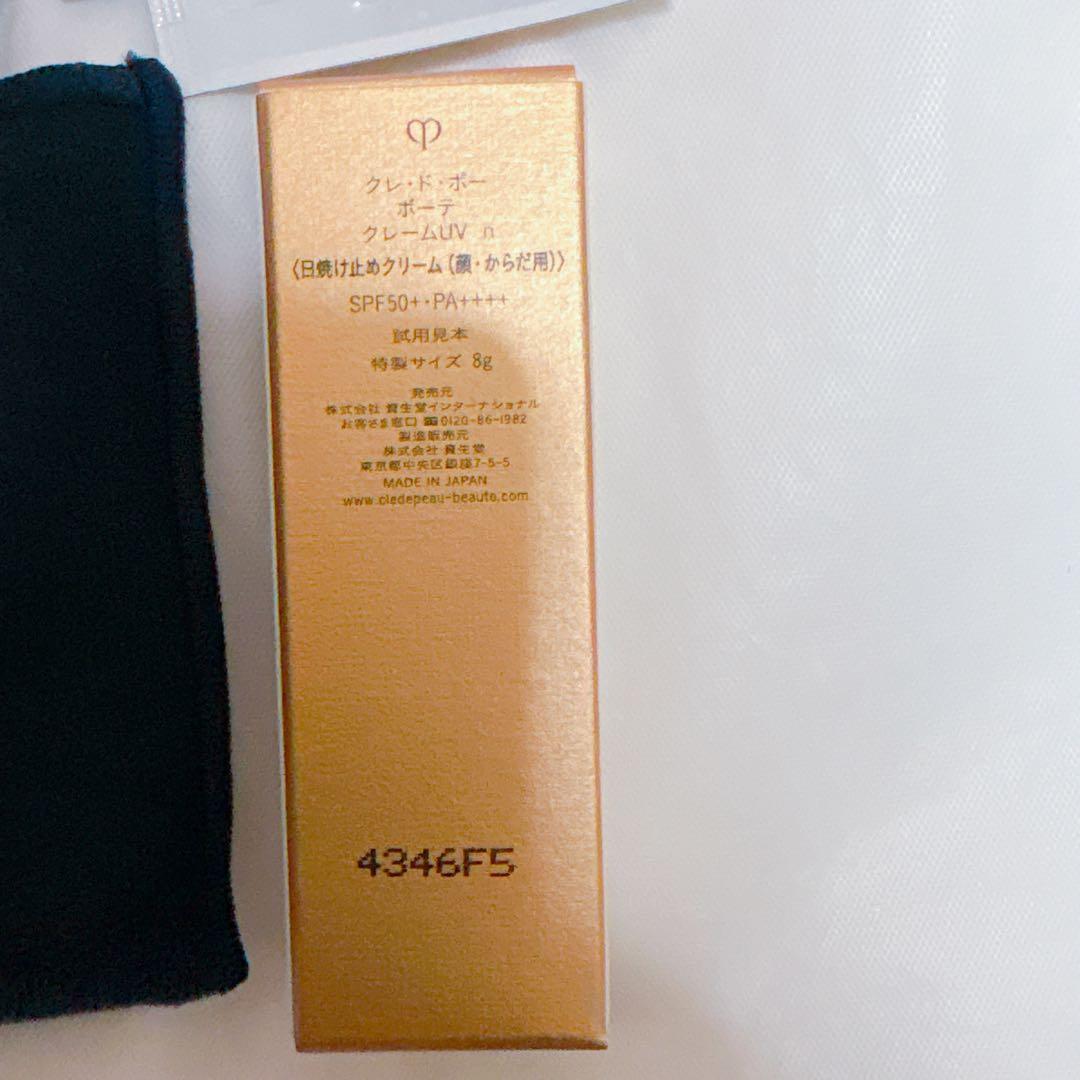 クレ・ド・ポー
ボーテ
クレームUV n
〈日焼け止めクリーム(顔・からだ用)〉
SPF50+・PA++++
試用見本
特製サイズ 8g
発売元
株式会社 資生堂インターナショナル
お客さま窓口 ☎0120-86-1982
製造販売元
株式会社 資生堂
東京都中央区銀座7-5-5
MADE IN JAPAN
www.cledepeau-beaute.com
4346F5